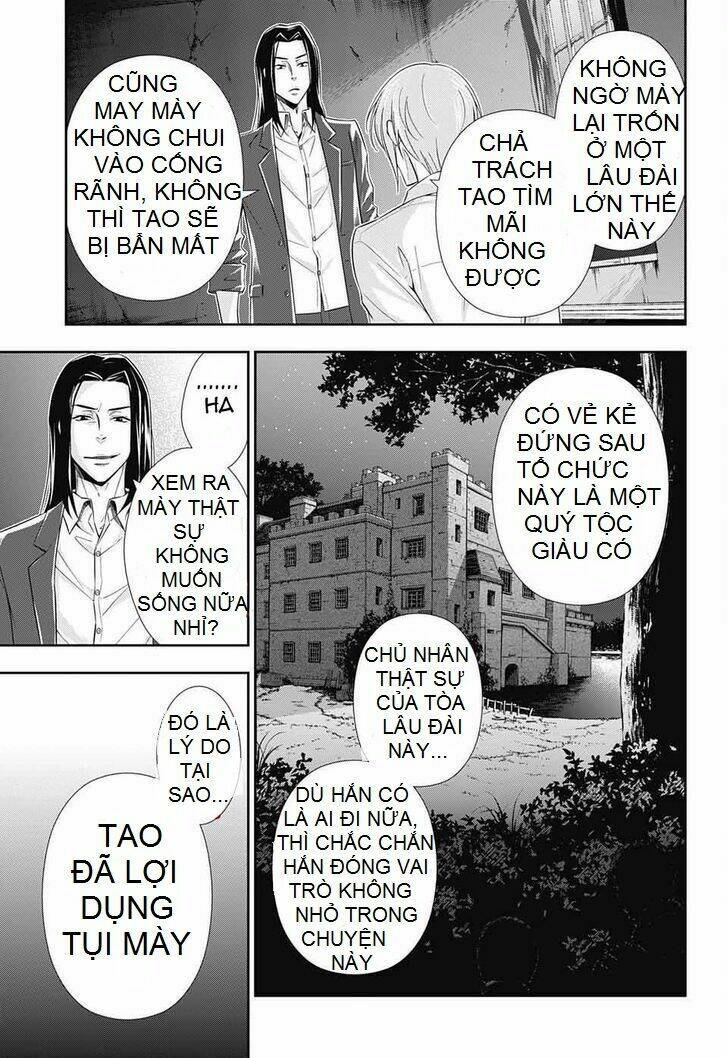 KHÔNG
NGỜ MÀY
LẠI TRỐN
Ở MỘT
LÂU ĐÀI
LỚN THẾ
NÀY
CHẢ
TRÁCH
TAO TÌM
MÃI
KHÔNG
ĐƯỢC
CŨNG
MAY MÀY
KHÔNG CHUI
VÀO CỐNG
RÃNH, KHÔNG
THÌ TAO SẼ
BỊ BẨN MẤT
CÓ VẺ KẺ
ĐỨNG SAU
TỔ CHỨC
NÀY LÀ MỘT
QUÝ TỘC
GIÀU CÓ
CHỦ NHÂN
THẬT SỰ
CỦA TÒA
LÂU ĐÀI
NÀY...
DÙ HẮN CÓ
LÀ AI ĐI NỮA,
THÌ CHẮC CHẮN
HẮN ĐÓNG VAI
TRÒ KHÔNG
NHỎ TRONG
CHUYỆN
NÀY
HA
.......
XEM RA
MÀY THẬT
SỰ
KHÔNG
MUỐN
SỐNG NỮA
NHỈ?
ĐÓ LÀ
LÝ DO
TẠI
SAO...
TAO
ĐÃ LỢI
DỤNG
TỤI MÀY